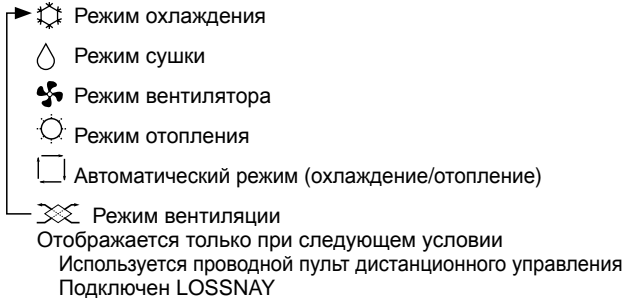 Режим охлаждения
Режим сушки
Режим вентилятора
Режим отопления
Автоматический режим (охлаждение/отопление)
Режим вентиляции
Отображается только при следующем условии
Используется проводной пульт дистанционного управления
Подключен LOSSNAY